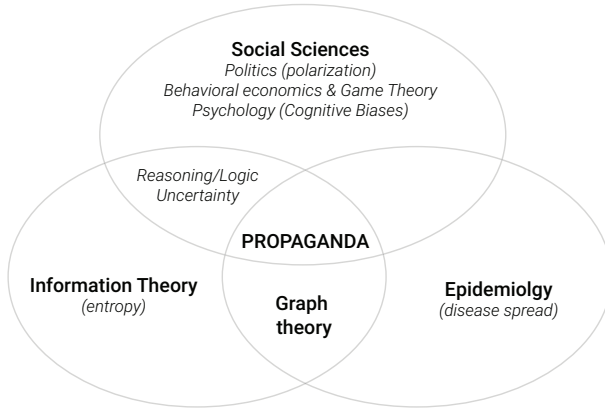 Social Sciences
Politics (polarization)
Behavioral economics & Game Theory
Psychology (Cognitive Biases)
Reasoning/Logic
Uncertainty
PROPAGANDA
Information Theory
(entropy)
Graph
theory
Epidemiolgy
(disease spread)